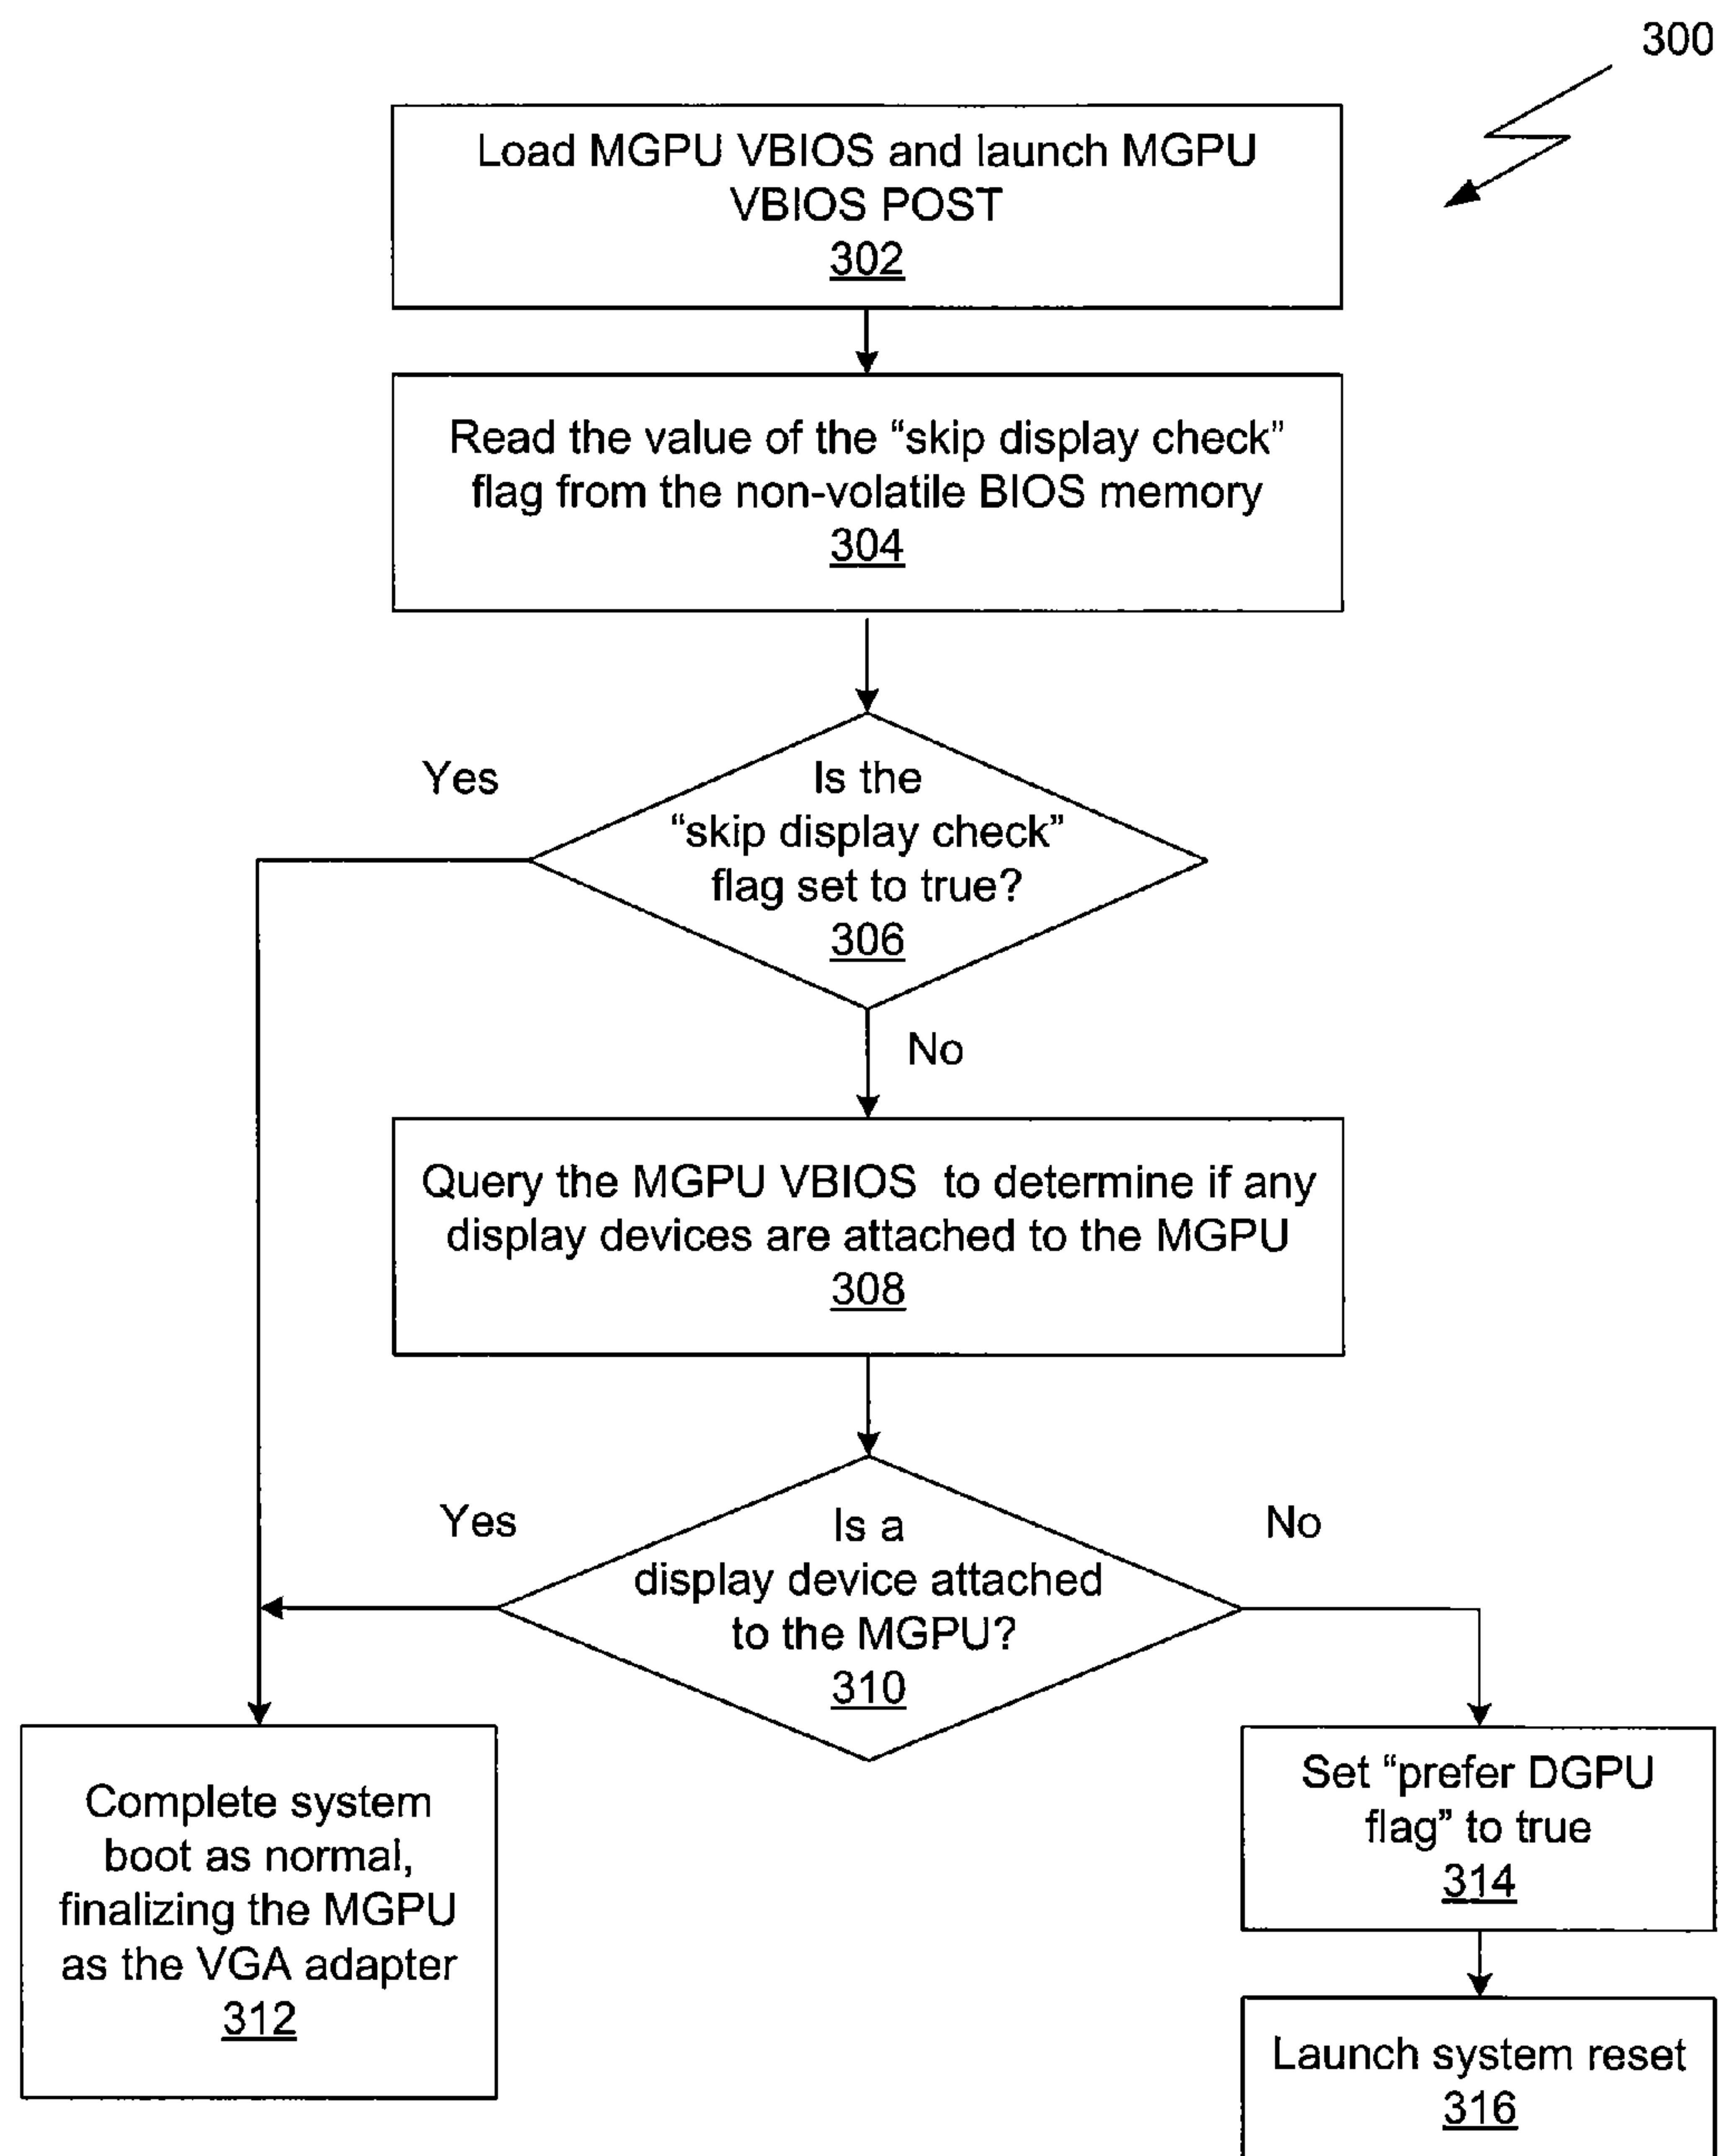 300
Load MGPU VBIOS and launch MGPU
VBIOS POST
302
Read the value of the “skip display check”
flag from the non-volatile BIOS memory
304
Yes
Is the
“skip display check”
flag set to true?
306
No
Query the MGPU VBIOS to determine if any
display devices are attached to the MGPU
308
Yes
Is a
display device attached
to the MGPU?
310
No
Complete system
boot as normal,
finalizing the MGPU
as the VGA adapter
312
Set “prefer DGPU
flag” to true
314
Launch system reset
316